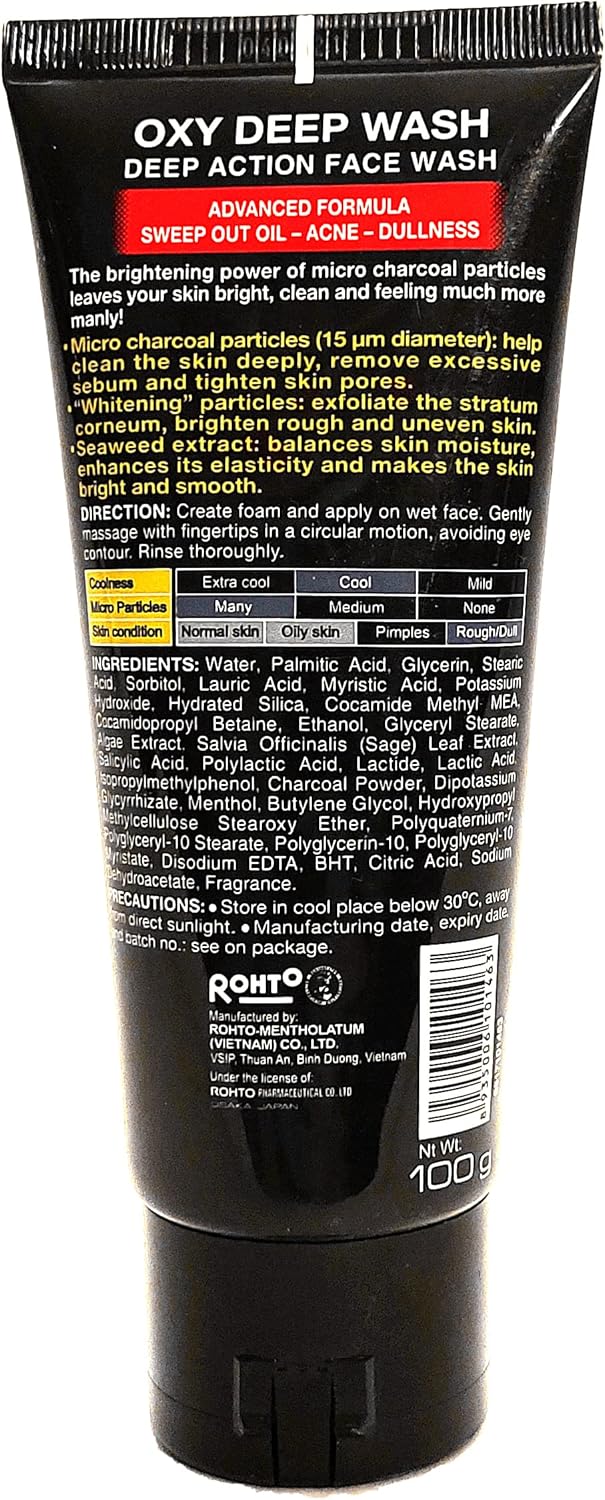 OXY DEEP WASH
DEEP ACTION FACE WASH
ADVANCED FORMULA
SWEEP OUT OIL – ACNE – DULLNESS
The brightening power of micro charcoal particles
leaves your skin bright, clean and feeling much more
manly!
•Micro charcoal particles (15 µm diameter): help
clean the skin deeply, remove excessive
sebum and tighten skin pores.
•"Whitening" particles: exfoliate the stratum
corneum, brighten rough and uneven skin.
•Seaweed extract: balances skin moisture,
enhances its elasticity and makes the skin
bright and smooth.
DIRECTION: Create foam and apply on wet face. Gently
massage with fingertips in a circular motion, avoiding eye
contour. Rinse thoroughly.
Coolness Extra cool Cool Mild
Micro Particles Many Medium None
Skin condition Normal skin Oily skin Pimples Rough/Dull
INGREDIENTS: Water, Palmitic Acid, Glycerin, Stearic
Acid, Sorbitol, Lauric Acid, Myristic Acid, Potassium
Hydroxide, Hydrated Silica, Cocamide Methyl MEA,
Cocamidopropyl Betaine, Ethanol, Glyceryl Stearate,
Algae Extract, Salvia Officinalis (Sage) Leaf Extract,
Salicylic Acid, Polylactic Acid, Lactide, Lactic Acid,
Isopropylmethylphenol, Charcoal Powder, Dipotassium
Glycyrrhizate, Menthol, Butylene Glycol, Hydroxypropyl
Methylcellulose Stearoxy Ether, Polyquaternium-7,
Polyglyceryl-10 Stearate, Polyglycerin-10, Polyglyceryl-10
Myristate, Disodium EDTA, BHT, Citric Acid, Sodium
Dehydroacetate, Fragrance.
PRECAUTIONS: • Store in cool place below 30ºC, away
from direct sunlight. • Manufacturing date, expiry date
and batch no.: see on package.
ROHTO
Manufactured by:
ROHTO-MENTHOLATUM
(VIETNAM) CO., LTD.
VSIP, Thuan An, Binh Duong, Vietnam
Under the license of:
ROHTO PHARMACEUTICAL CO. LTD
OSAKA JAPAN
8 933006 101463
Nt Wt:
100 g